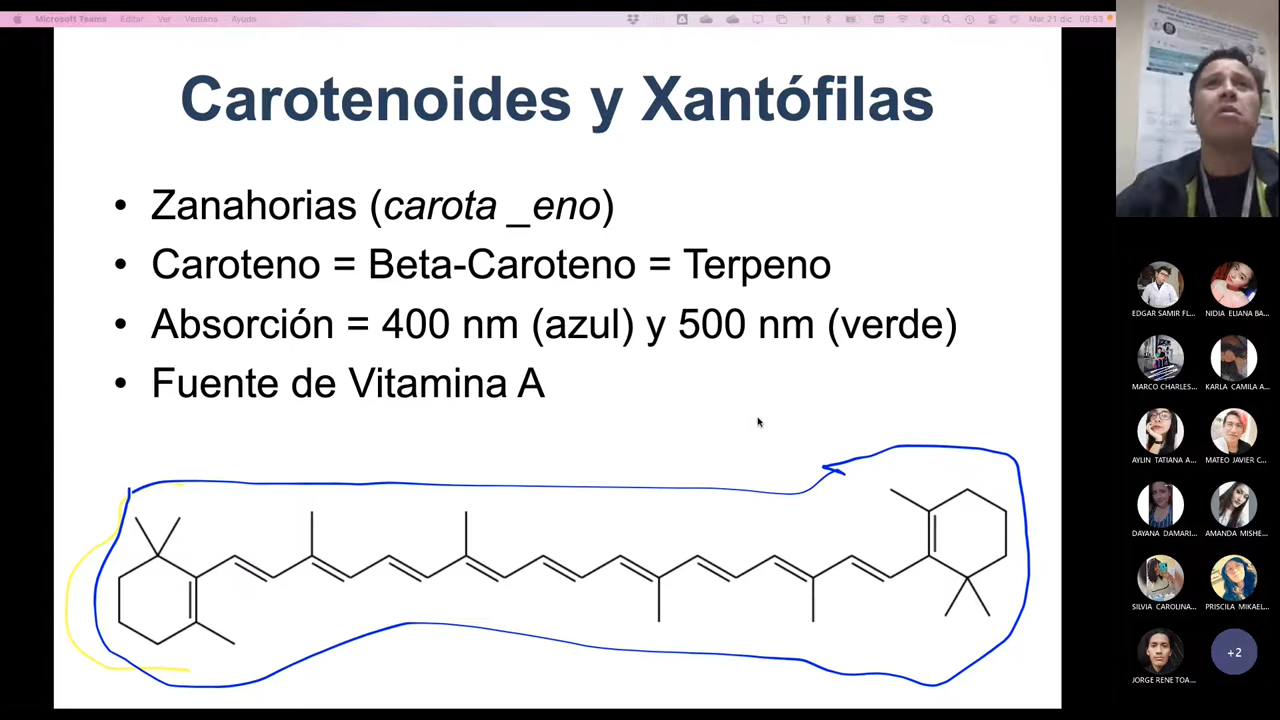 Microsoft Teams Editar Ver Ventana Ayuda Mar 21 dic. 09:53
Carotenoides y Xantófilas
• Zanahorias (carota _eno)
• Caroteno = Beta-Caroteno = Terpeno
• Absorción = 400 nm (azul) y 500 nm (verde)
• Fuente de Vitamina A
EDGAR SAMIR FL... NIDIA ELIANA BA...
MARCO CHARLES... KARLA CAMILA A...
AYLIN TATIANA A... MATEO JAVIER C...
DAYANA DAMARI... AMANDA MISHE...
SILVIA CAROLINA... PRISCILA MIKAEL...
JORGE RENE TOA... +2